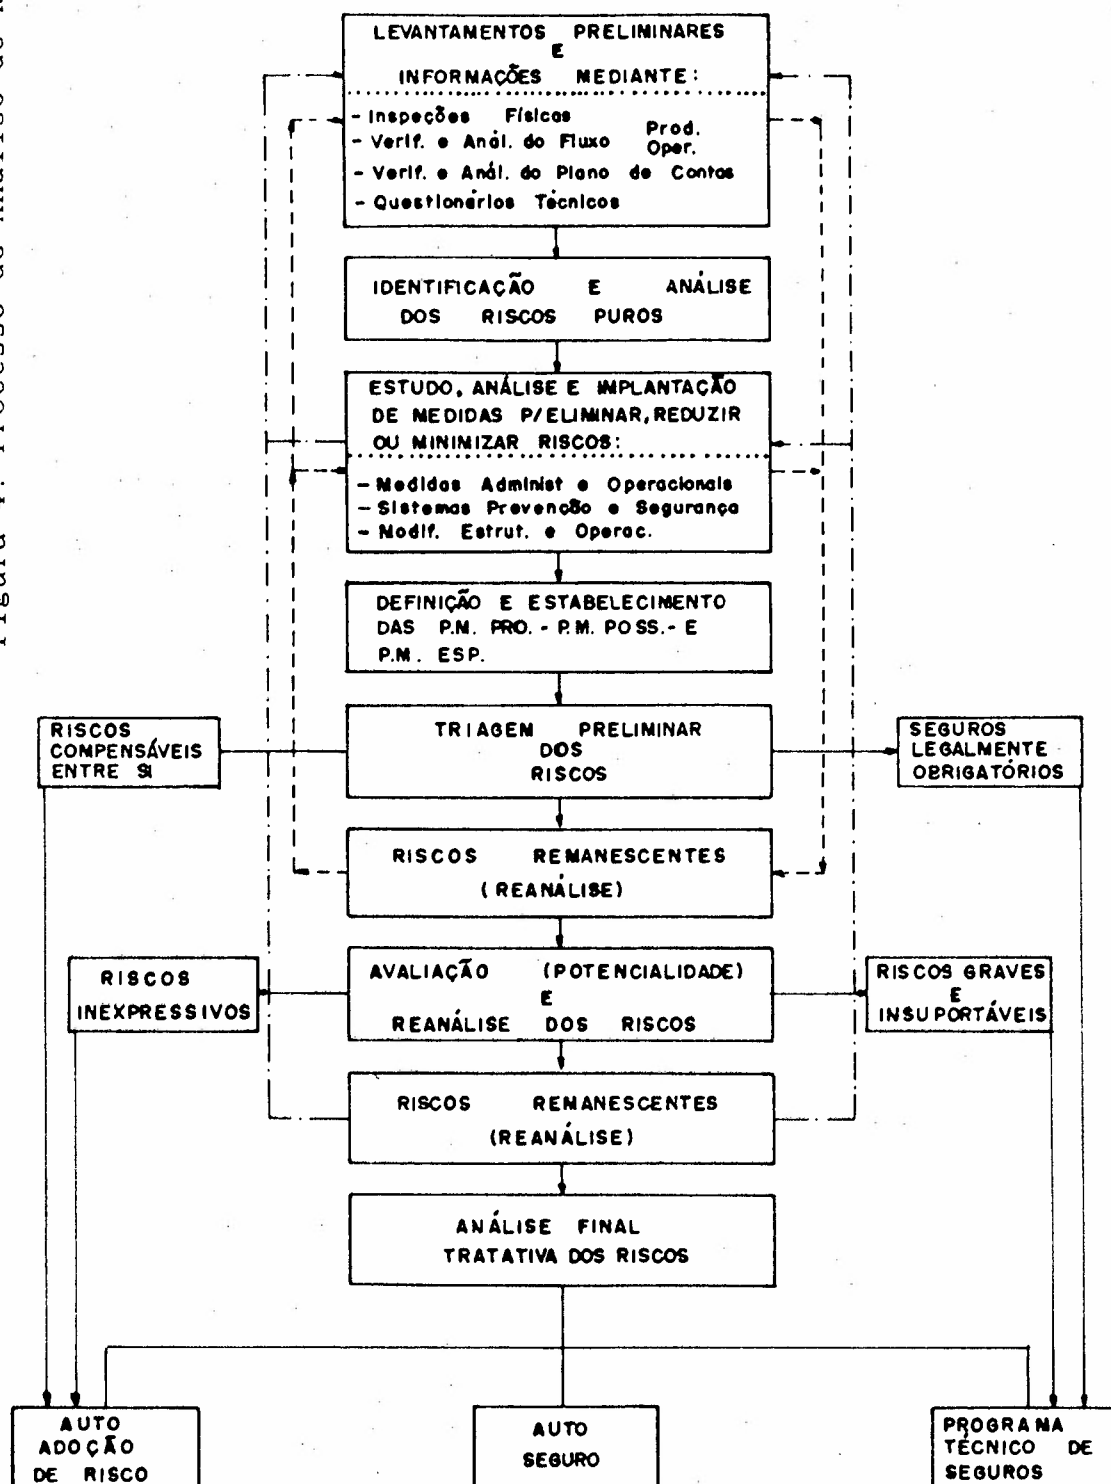 LEVANTAMENTOS PRELIMINARES
E
INFORMAÇÕES MEDIANTE:
- Inspeções Físicas
- Verif. e Anál. do Fluxo Prod. Oper.
- Verif. e Anál. do Plano de Contas
- Questionários Técnicos
IDENTIFICAÇÃO E ANÁLISE
DOS RISCOS PUROS
ESTUDO, ANÁLISE E IMPLANTAÇÃO
DE MEDIDAS P/ELIMINAR, REDUZIR
OU MINIMIZAR RISCOS:
- Medidas Administ e Operacionais
- Sistemas Prevenção e Segurança
- Modif. Estrut. e Operac.
DEFINIÇÃO E ESTABELECIMENTO
DAS P.M. PRO. - P.M. POSS. - E
P.M. ESP.
RISCOS
COMPENSÁVEIS
ENTRE SI
TRIAGEM PRELIMINAR
DOS
RISCOS
SEGUROS
LEGALMENTE
OBRIGATÓRIOS
RISCOS REMANESCENTES
(REANÁLISE)
RISCOS
INEXPRESSIVOS
AVALIAÇÃO (POTENCIALIDADE)
E
REANÁLISE DOS RISCOS
RISCOS GRAVES
E
INSUPORTÁVEIS
RISCOS REMANESCENTES
(REANÁLISE)
ANÁLISE FINAL
TRATATIVA DOS RISCOS
AUTO
ADOÇÃO
DE RISCO
AUTO
SEGURO
PROGRAMA
TÉCNICO DE
SEGUROS